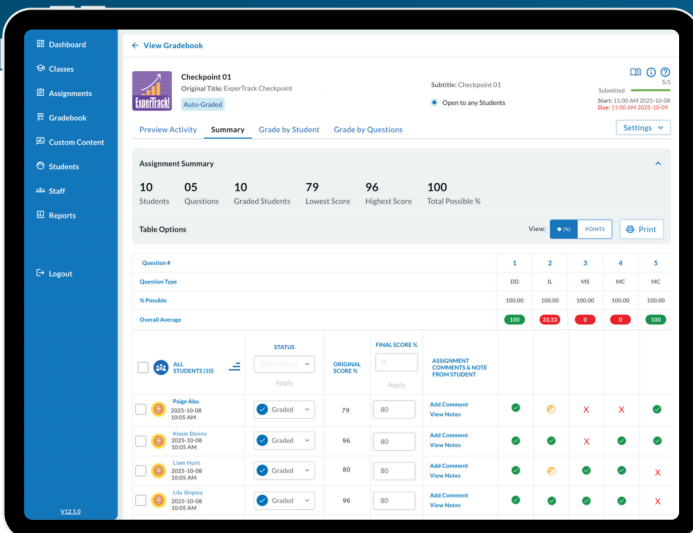 Dashboard
Classes
Assignments
Gradebook
Custom Content
Students
Staff
Reports
Logout
V12.1.0
← View Gradebook
ExperTrack!
Checkpoint 01
Original Title: ExperTrack Checkpoint
Auto-Graded
Subtitle: Checkpoint 01
Open to any Students
5/5
Submitted
Start: 11:00 AM 2025-10-08
Due: 11:00 AM 2025-10-09
Preview Activity Summary Grade by Student Grade by Questions
Settings
Assignment Summary
10 05 10 79 96 100
Students Questions Graded Students Lowest Score Highest Score Total Possible %
Table Options
View: (%) POINTS
Print
Question # 1 2 3 4 5
Question Type DD IL MS MC MC
% Possible 100.00 100.00 100.00 100.00 100.00
Overall Average 100 33.33 0 0 100
ALL
STUDENTS (10)
STATUS
Apply
ORIGINAL
SCORE %
FINAL SCORE %
0
Apply
ASSIGNMENT
COMMENTS & NOTE
FROM STUDENT
Paige Abu
2025-10-08
10:05 AM
Graded 79 80
Add Comment
View Notes
X X
Denny
2025-10-08
10:05 AM
Graded 96 80
Add Comment
View Notes
X
Liam Hunt
2025-10-08
10:05 AM
Graded 80 80
Add Comment
View Notes
X
Lila Shipley
2025-10-08
10:05 AM
Graded 96 80
Add Comment
View Notes
X